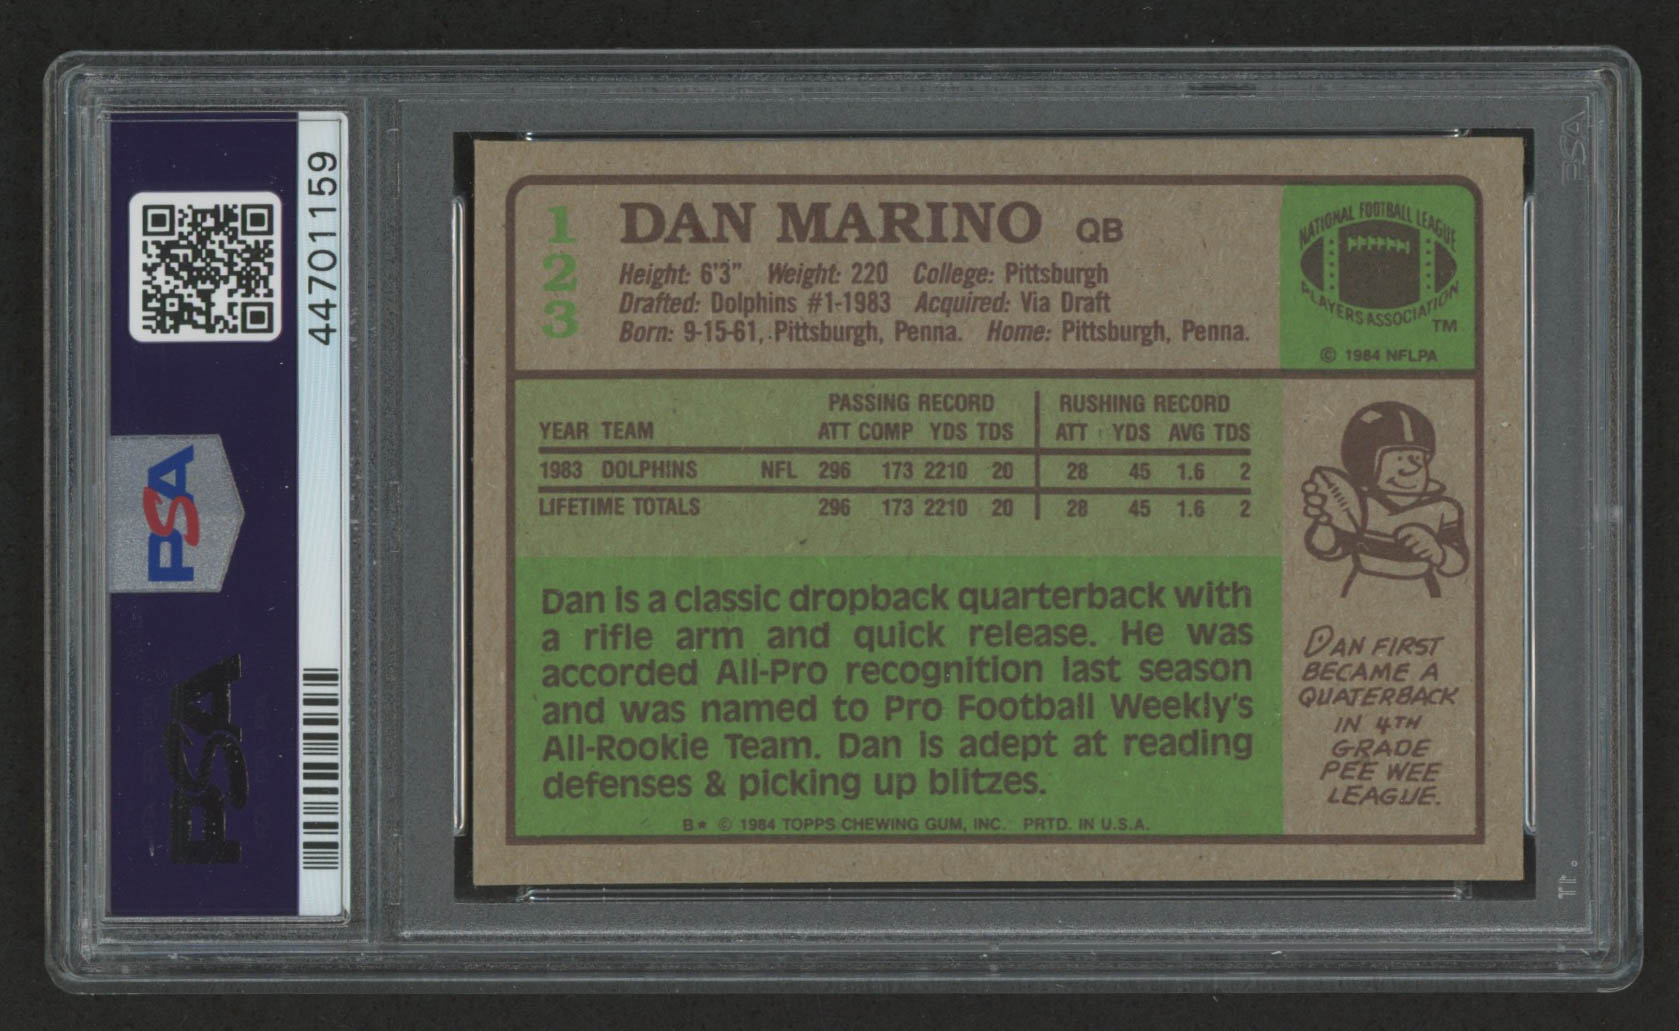 44701159
PSA
PSA
PSA
1
2
3
DAN MARINO QB
Height: 6'3" Weight: 220 College: Pittsburgh
Drafted: Dolphins #1-1983 Acquired: Via Draft
Born: 9-15-61, Pittsburgh, Penna. Home: Pittsburgh, Penna.
NATIONAL FOOTBALL LEAGUE
PLAYERS ASSOCIATION
TM
© 1984 NFLPA
PASSING RECORD RUSHING RECORD
YEAR TEAM ATT COMP YDS TDS ATT YDS AVG TDS
1983 DOLPHINS NFL 296 173 2210 20 28 45 1.6 2
LIFETIME TOTALS 296 173 2210 20 28 45 1.6 2
Dan is a classic dropback quarterback with
a rifle arm and quick release. He was
accorded All-Pro recognition last season
and was named to Pro Football Weekly's
All-Rookie Team. Dan is adept at reading
defenses & picking up blitzes.
DAN FIRST
BECAME A
QUATERBACK
IN 4TH
GRADE
PEE WEE
LEAGUE.
B* © 1984 TOPPS CHEWING GUM, INC. PRTD. IN U.S.A.